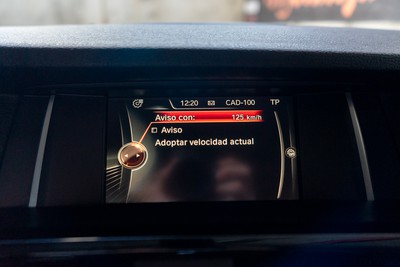 12:20 CAD-100 TP
Aviso con: 125 km/h
Aviso
Adoptar velocidad actual